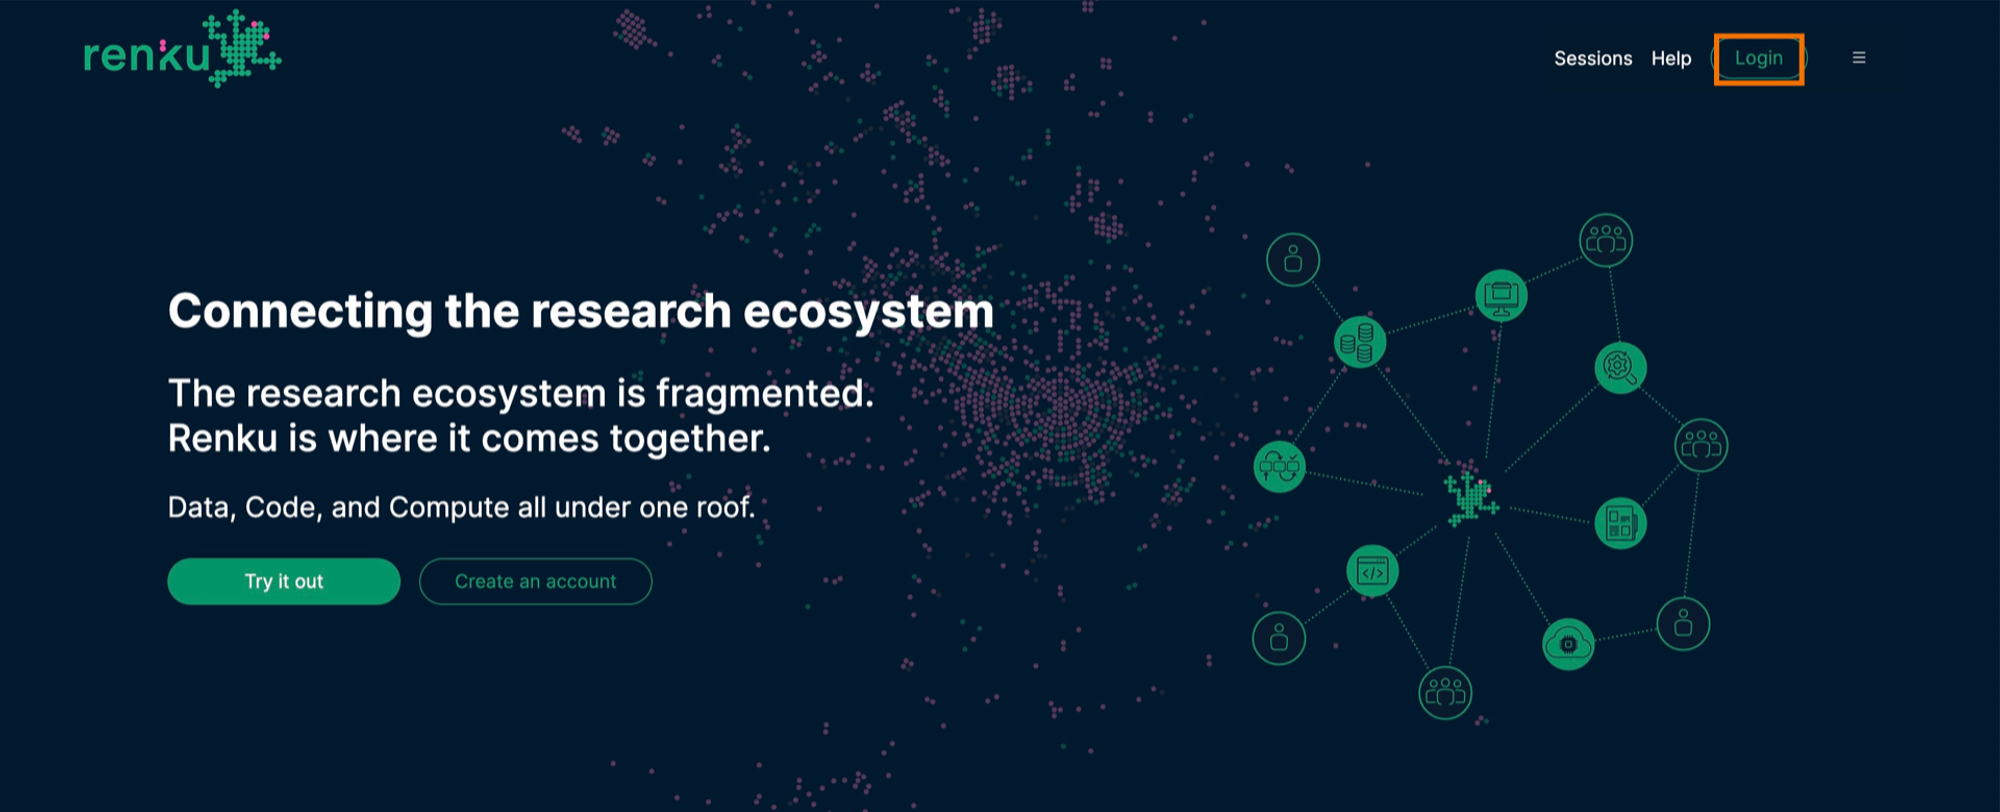 renku
Sessions Help Login
Connecting the research ecosystem
The research ecosystem is fragmented.
Renku is where it comes together.
Data, Code, and Compute all under one roof.
Try it out Create an account